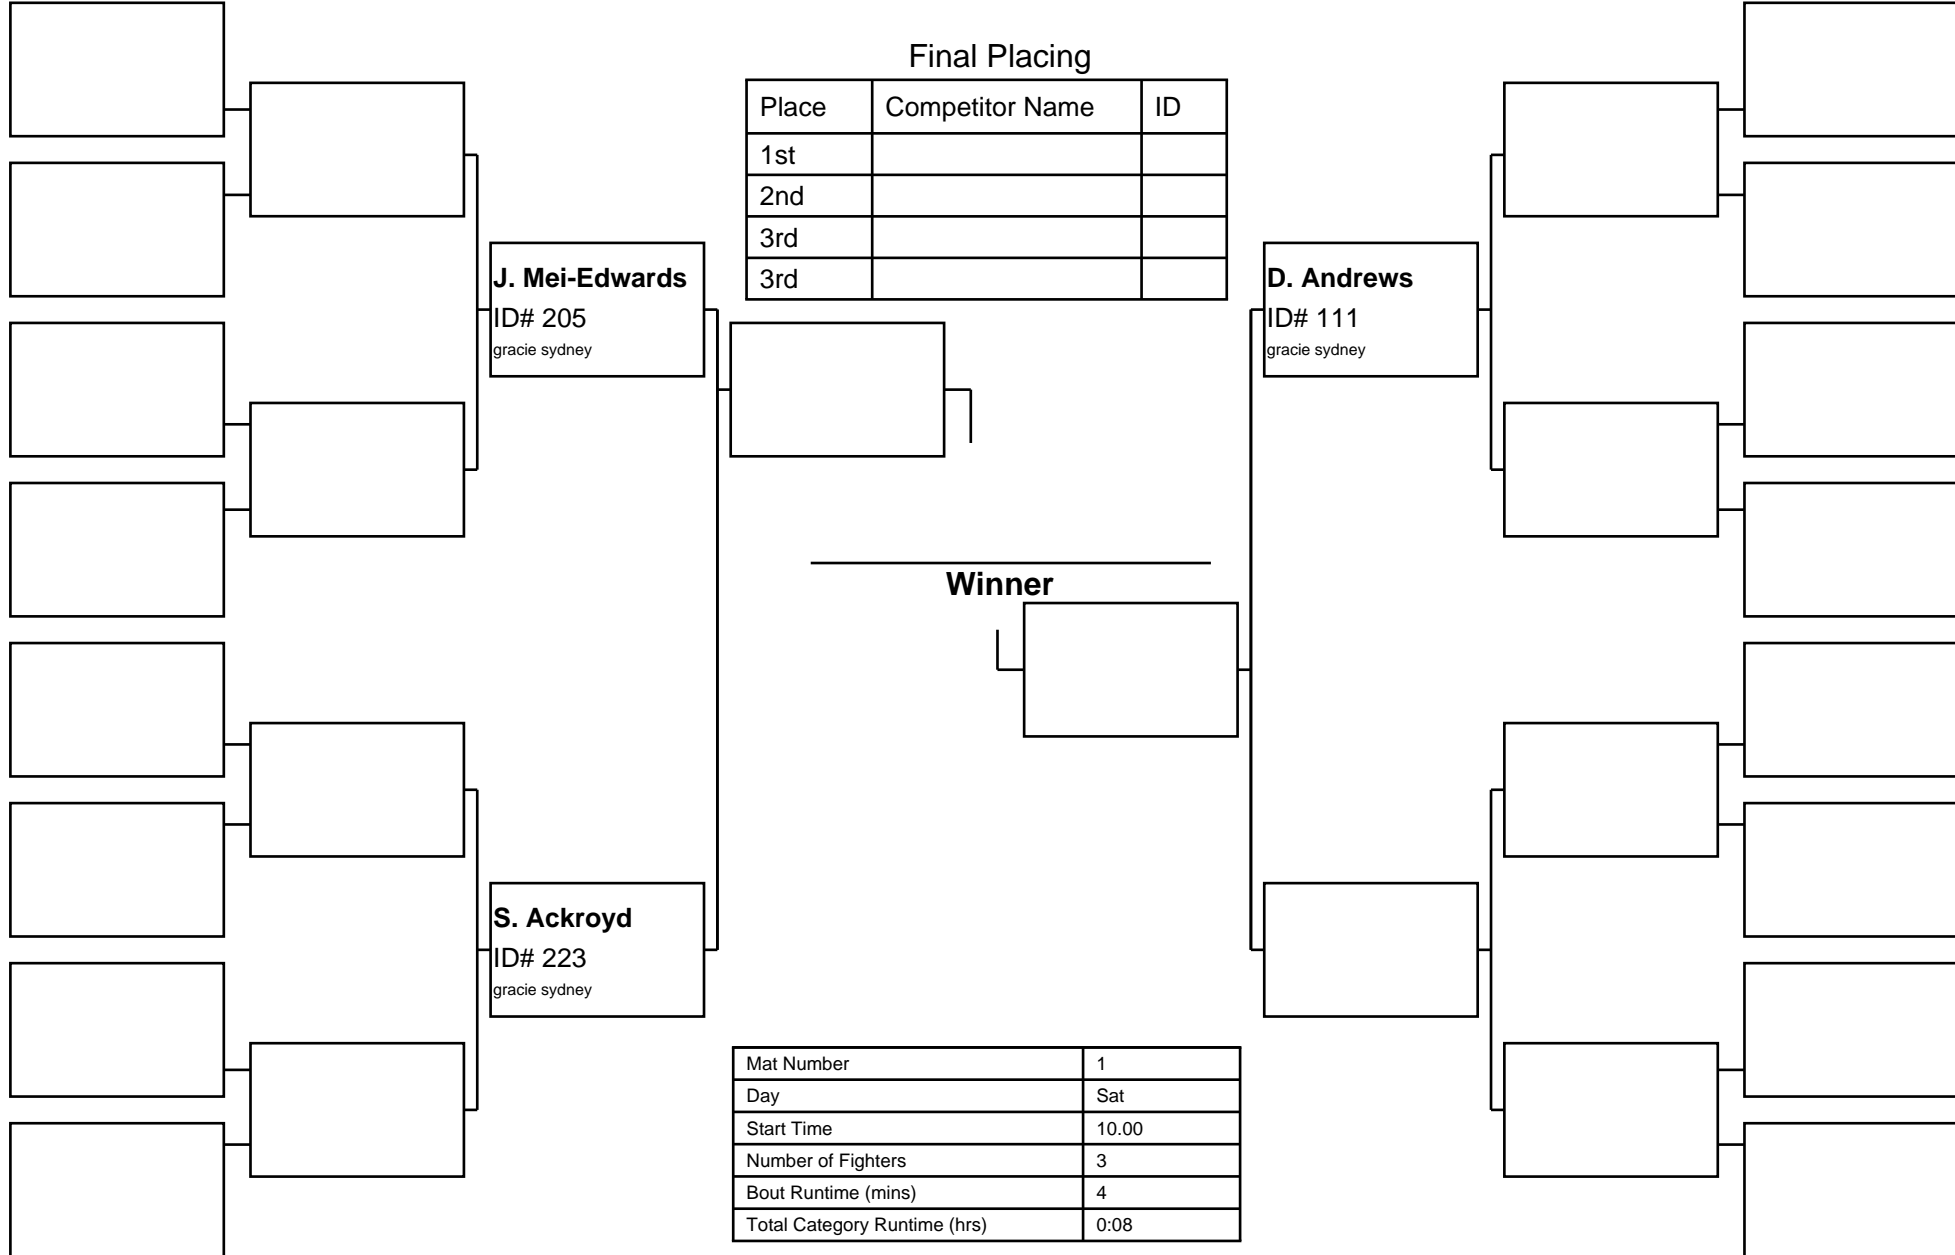 Final Placing
Place Competitor Name ID
1st
2nd
3rd
3rd
J. Mei-Edwards
ID# 205
gracie sydney
D. Andrews
ID# 111
gracie sydney
Winner
S. Ackroyd
ID# 223
gracie sydney
Mat Number 1
Day Sat
Start Time 10.00
Number of Fighters 3
Bout Runtime (mins) 4
Total Category Runtime (hrs) 0:08